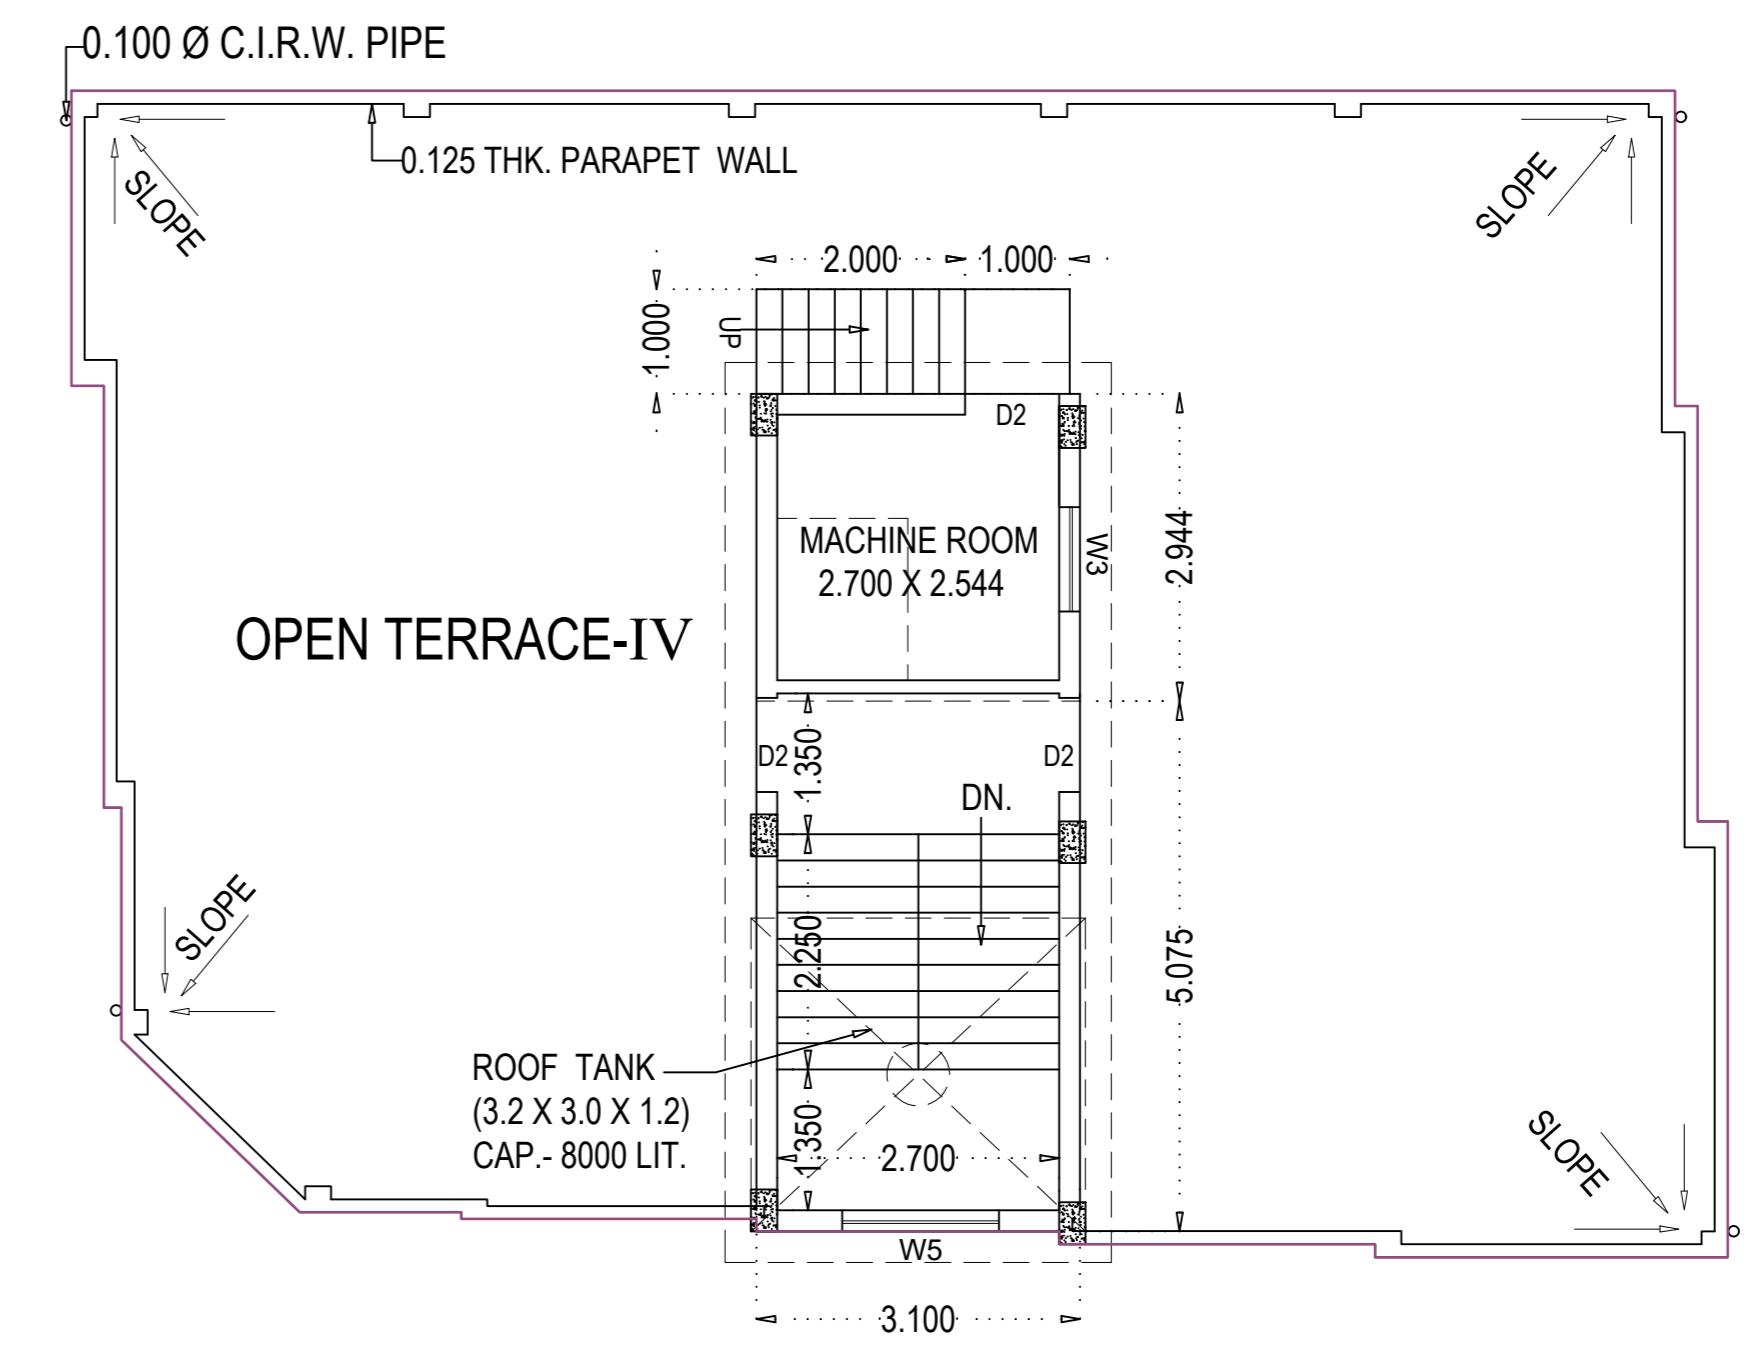 0.100 Ø C.I.R.W. PIPE
0.125 THK. PARAPET WALL
SLOPE
SLOPE
2.000
1.000
1.000
UP
D2
MACHINE ROOM
2.700 X 2.544
W3
2.944
OPEN TERRACE-IV
D2
1.350
D2
DN.
SLOPE
2.250
5.075
ROOF TANK
(3.2 X 3.0 X 1.2)
CAP.- 8000 LIT.
1.350
2.700
SLOPE
W5
3.100